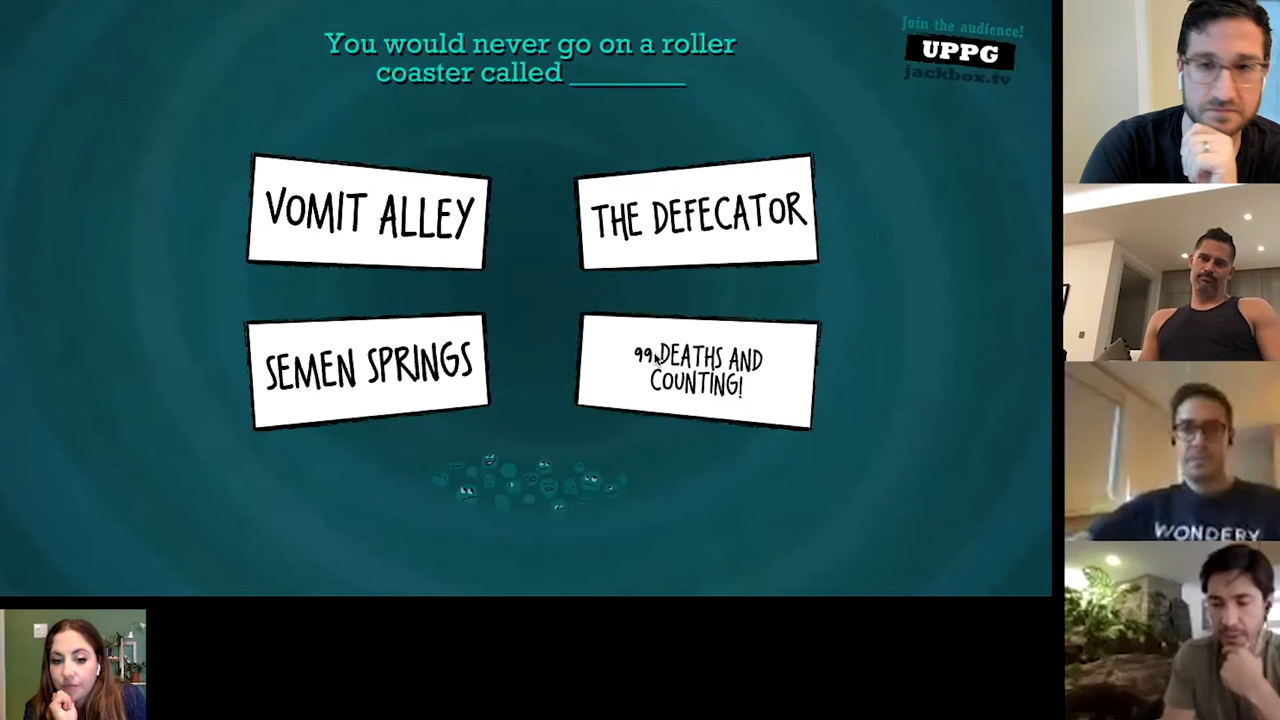 You would never go on a roller
coaster called ________
Join the audience!
UPPG
jackbox.tv
VOMIT ALLEY
THE DEFECATOR
SEMEN SPRINGS
99 DEATHS AND
COUNTING!
WONDERY